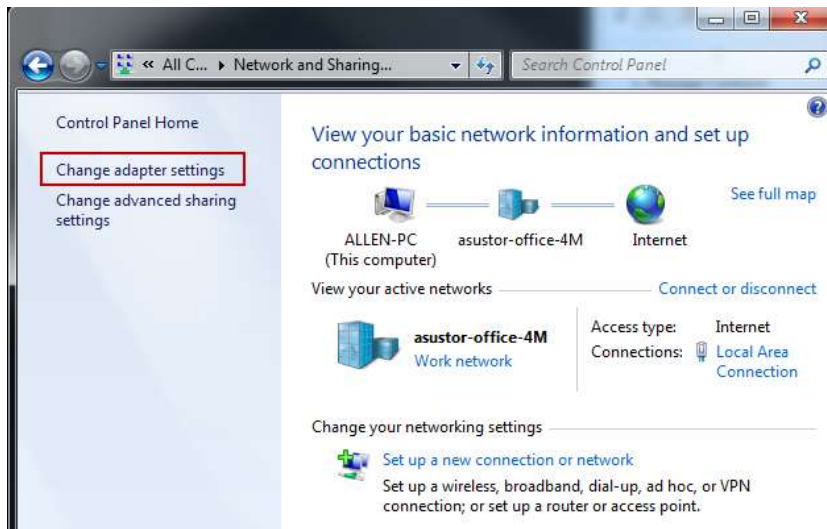 « All C... ▸ Network and Sharing...
Search Control Panel
Control Panel Home
Change adapter settings
Change advanced sharing
settings
View your basic network information and set up
connections
See full map
ALLEN-PC
(This computer)
asustor-office-4M
Internet
View your active networks
Connect or disconnect
asustor-office-4M
Work network
Access type:
Internet
Connections:
Local Area
Connection
Change your networking settings
Set up a new connection or network
Set up a wireless, broadband, dial-up, ad hoc, or VPN
connection; or set up a router or access point.